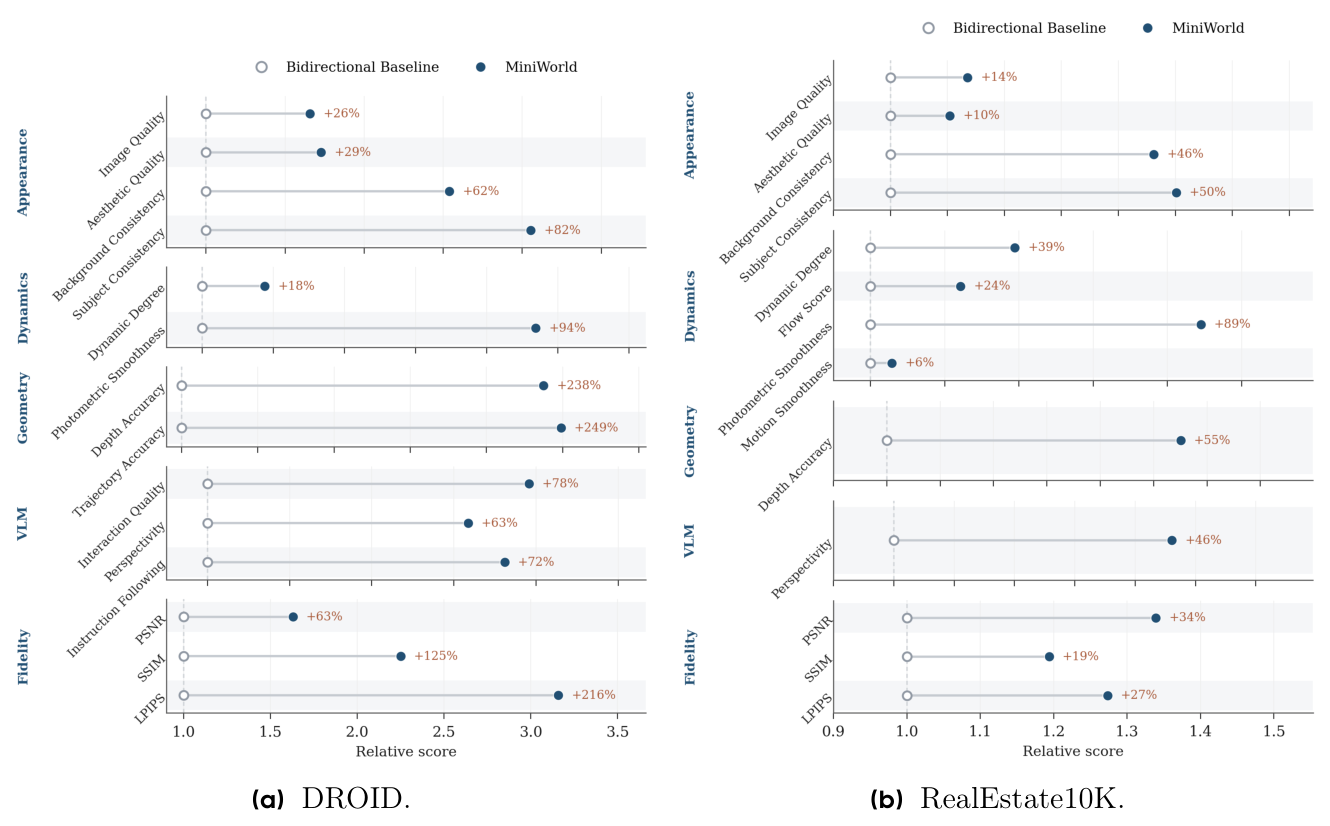 Bidirectional Baseline MiniWorld
Appearance
Image Quality +26%
Aesthetic Quality +29%
Background Consistency +62%
Subject Consistency +82%
Dynamics
Dynamic Degree +18%
Photometric Smoothness +94%
Geometry
Depth Accuracy +238%
Trajectory Accuracy +249%
VLM
Interaction Quality +78%
Perspectivity +63%
Instruction Following +72%
Fidelity
PSNR +63%
SSIM +125%
LPIPS +216%
1.0 1.5 2.0 2.5 3.0 3.5
Relative score
(a) DROID.
Bidirectional Baseline MiniWorld
Appearance
Image Quality +14%
Aesthetic Quality +10%
Background Consistency +46%
Subject Consistency +50%
Dynamics
Dynamic Degree +39%
Flow Score +24%
Photometric Smoothness +89%
Motion Smoothness +6%
Geometry
Depth Accuracy +55%
VLM
Perspectivity +46%
Fidelity
PSNR +34%
SSIM +19%
LPIPS +27%
0.9 1.0 1.1 1.2 1.3 1.4 1.5
Relative score
(b) RealEstate10K.